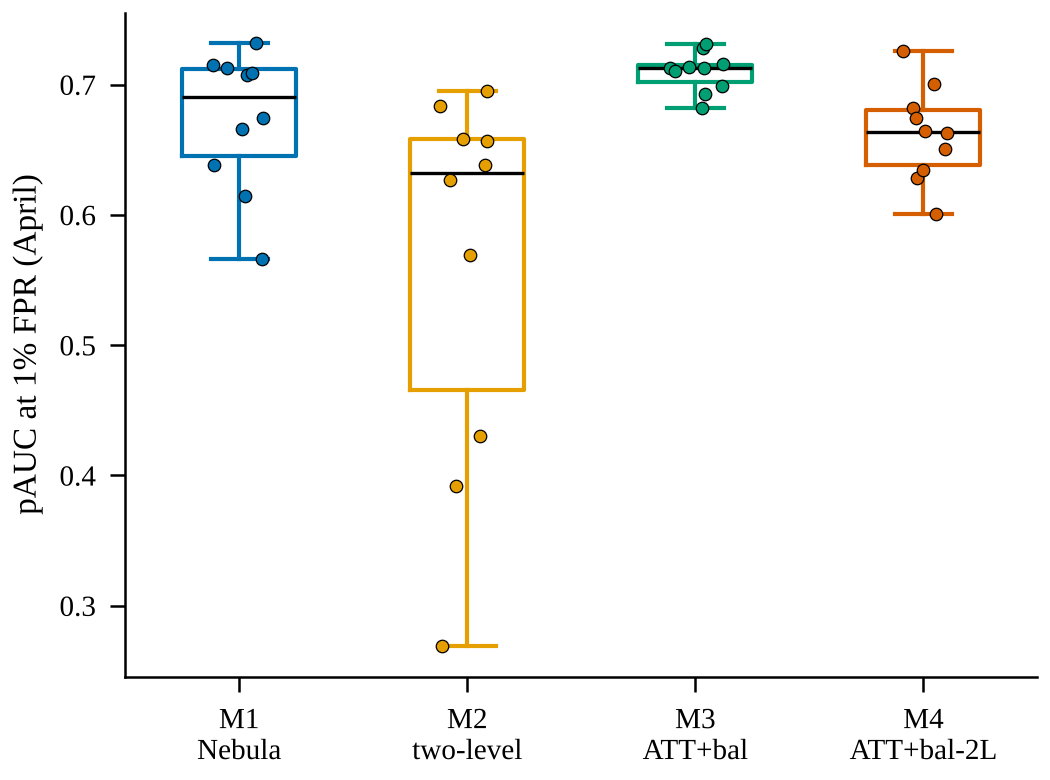 pAUC at 1% FPR (April)
0.7
0.6
0.5
0.4
0.3
M1
Nebula
M2
two-level
M3
ATT+bal
M4
ATT+bal-2L